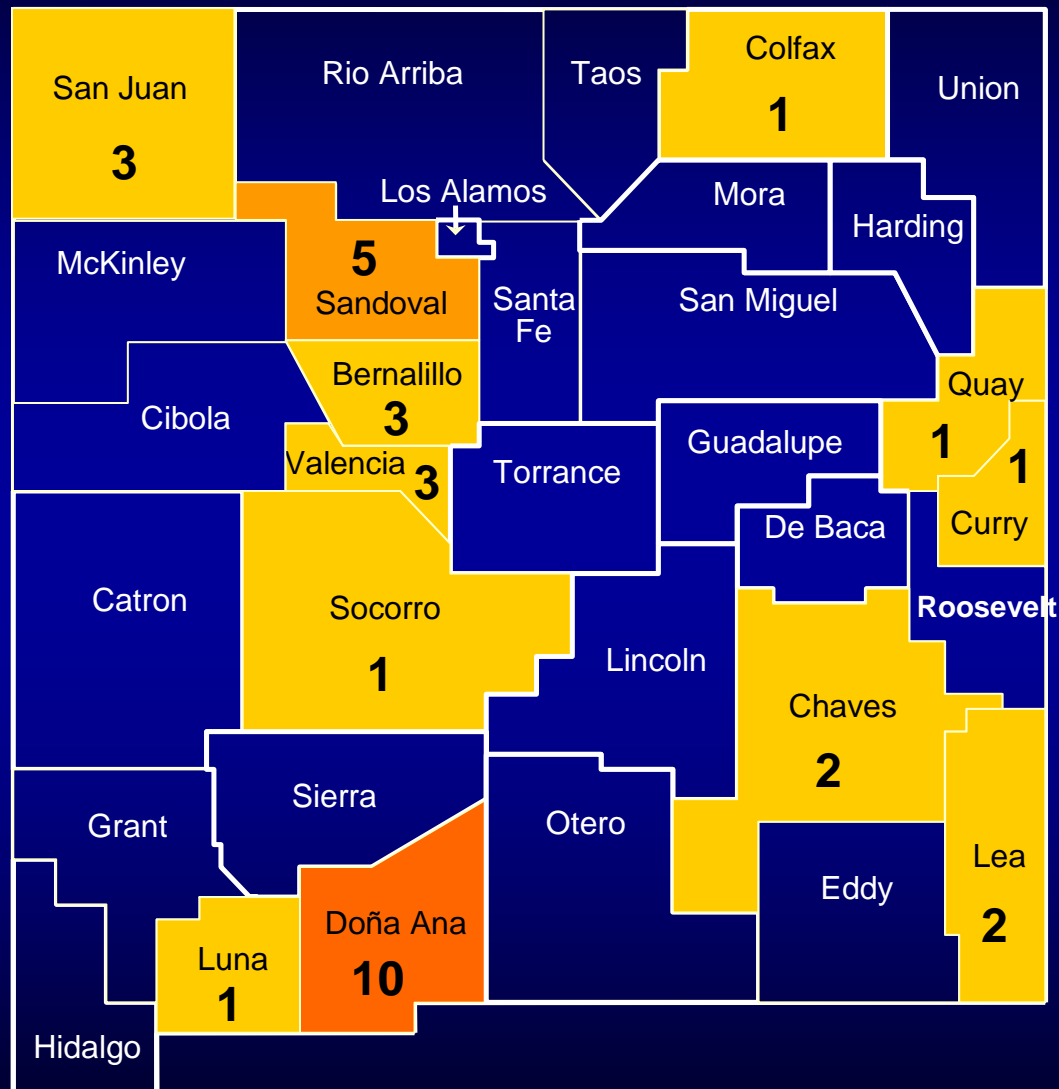 San Juan
3
Rio Arriba
Taos
Colfax
1
Union
Los Alamos
Mora
Harding
McKinley
5
Sandoval
Santa
Fe
San Miguel
Bernalillo
3
Quay
1
Cibola
Valencia
3
Torrance
Guadalupe
1
Curry
De Baca
Catron
Socorro
1
Lincoln
Roosevelt
Chaves
2
Sierra
Grant
Otero
Eddy
Lea
2
Doña Ana
10
Luna
1
Hidalgo